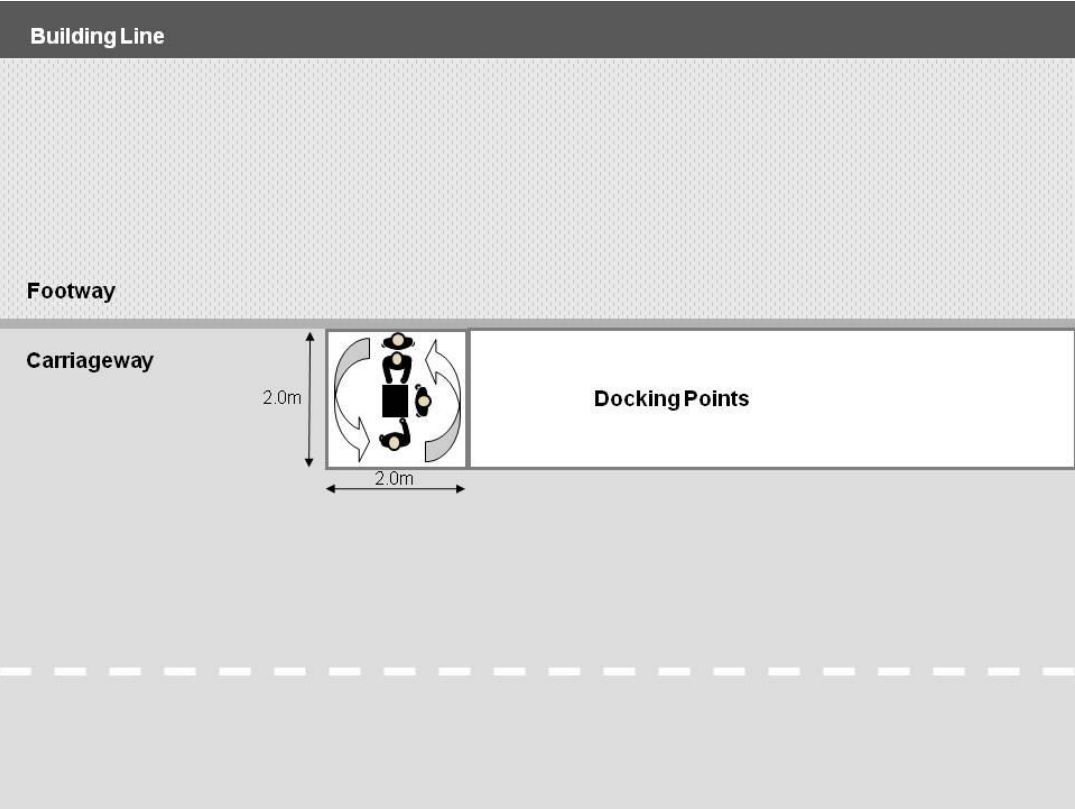 Building Line
Footway
Carriageway
2.0m
Docking Points
2.0m